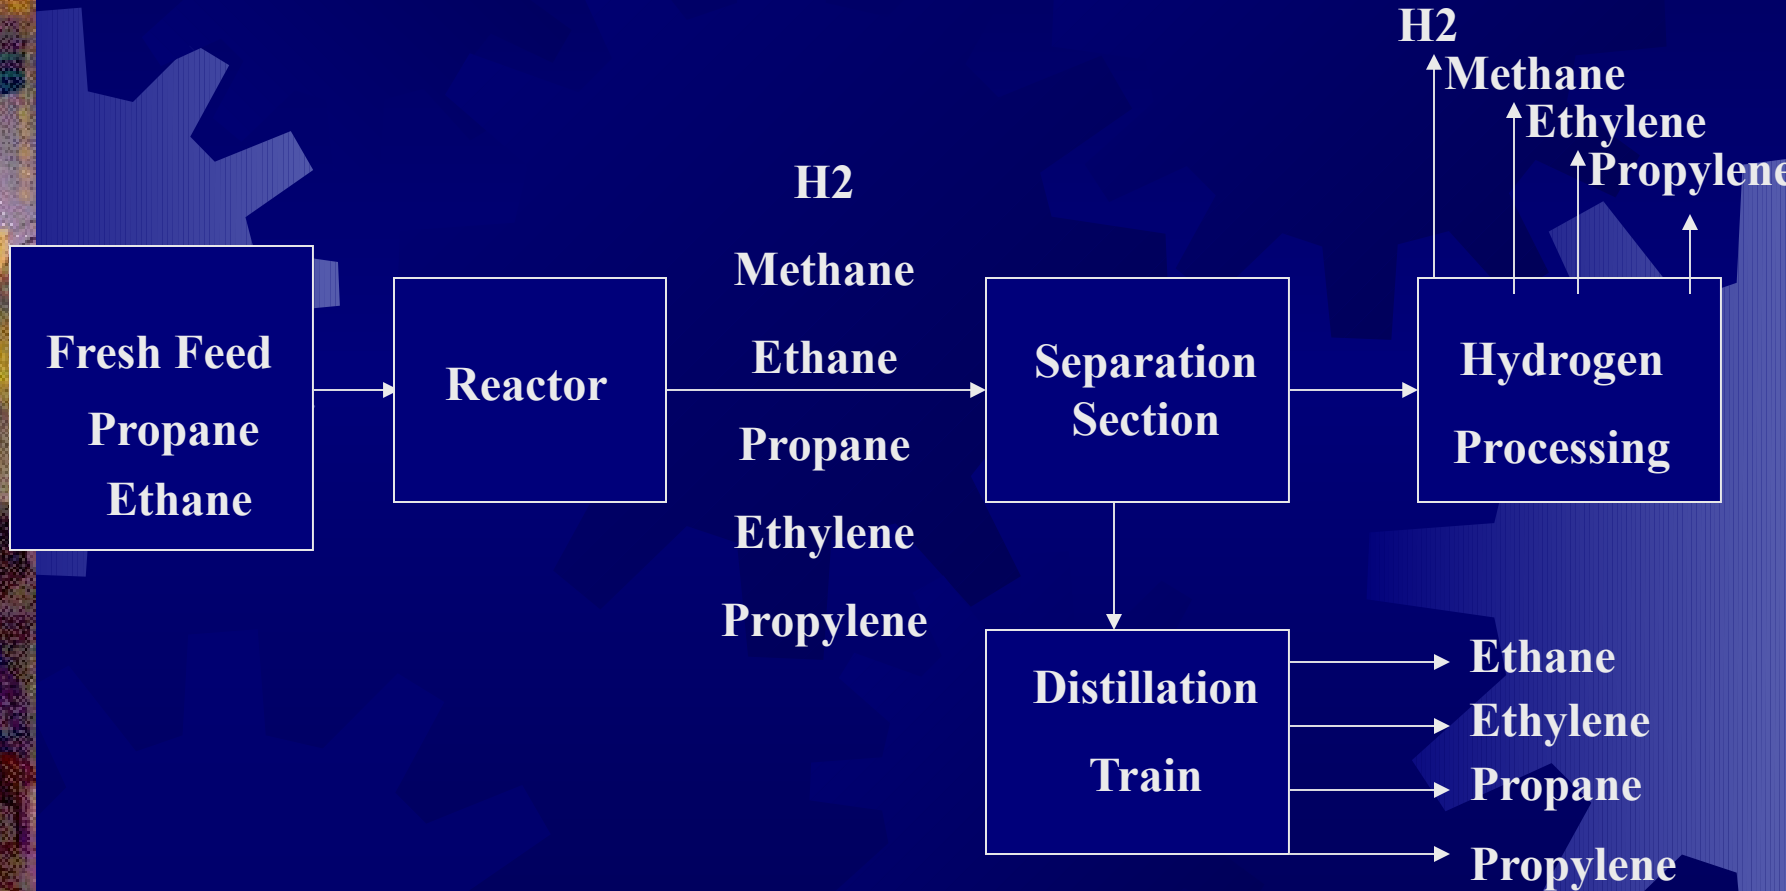 H2
Methane
Ethylene
Propylene
H2
Methane
Ethane
Propane
Ethylene
Propylene
Fresh Feed
Propane
Ethane
Reactor
Separation
Section
Hydrogen
Processing
Distillation
Train
Ethane
Ethylene
Propane
Propylene